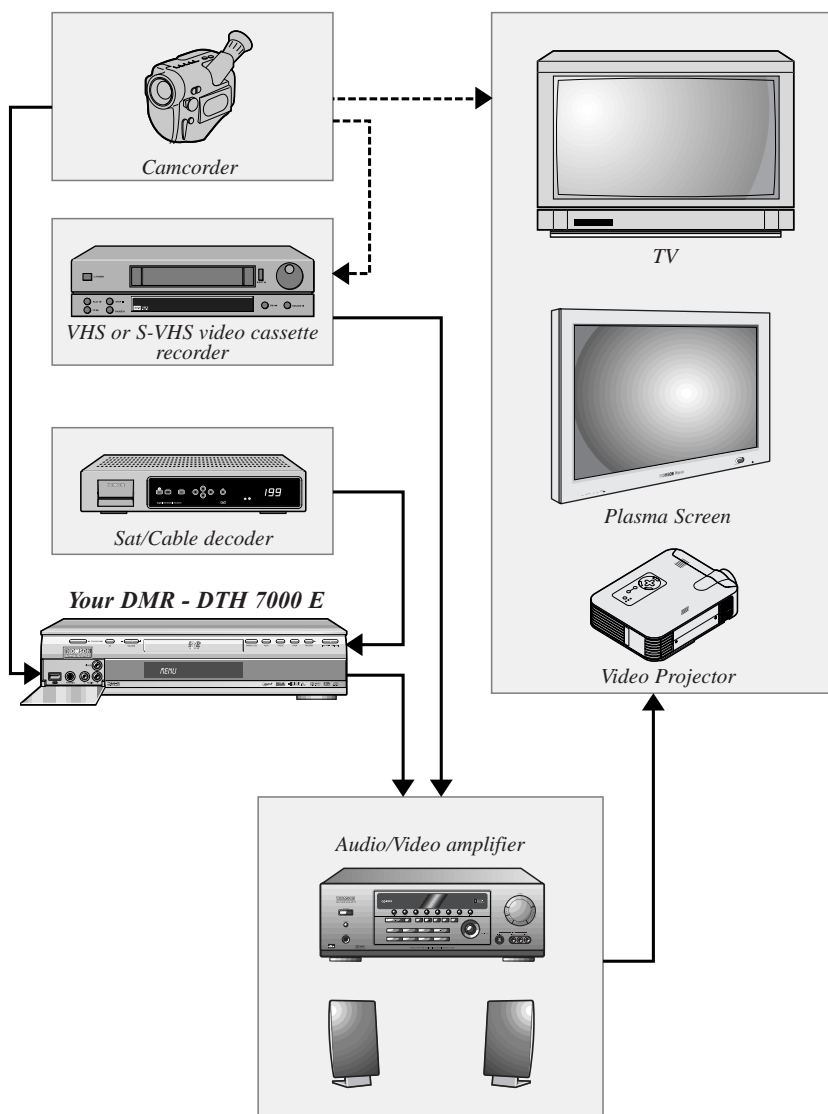 Camcorder
TV
VHS or S-VHS video cassette
recorder
Plasma Screen
199
Sat/Cable decoder
Your DMR - DTH 7000 E
MENU
Video Projector
Audio/Video amplifier